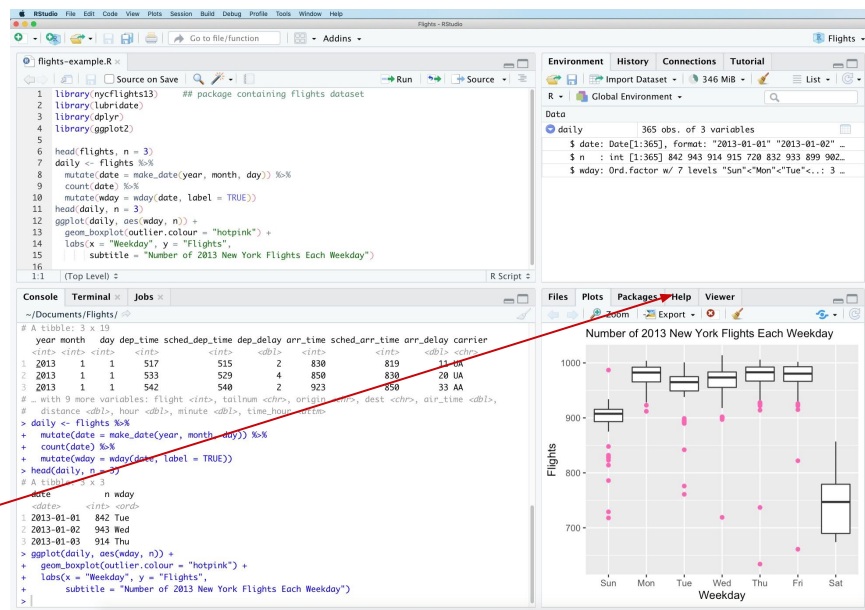 RStudio File Edit Code View Plots Session Build Debug Profile Tools Window Help
Flights - RStudio
Go to file/function Addins Flights
flights-example.R
Source on Save Run Source
1 library(nycflights13) ## package containing flights dataset
2 library(lubridate)
3 library(dplyr)
4 library(ggplot2)
5
6 head(flights, n = 3)
7 daily <- flights %>%
8 mutate(date = make_date(year, month, day)) %>%
9 count(date) %>%
10 mutate(wday = wday(date, label = TRUE))
11 head(daily, n = 3)
12 ggplot(daily, aes(wday, n)) +
13 geom_boxplot(outlier.colour = "hotpink") +
14 labs(x = "Weekday", y = "Flights",
15 subtitle = "Number of 2013 New York Flights Each Weekday")
16
1:1 (Top Level) R Script
Console Terminal Jobs
~/Documents/Flights/
# A tibble: 3 x 19
year month day dep_time sched_dep_time dep_delay arr_time sched_arr_time arr_delay carrier
<int> <int> <int> <int> <int> <dbl> <int> <int> <dbl> <chr>
1 2013 1 1 517 515 2 830 819 11 UA
2 2013 1 1 533 529 4 850 830 20 UA
3 2013 1 1 542 540 2 923 850 33 AA
# … with 9 more variables: flight <int>, tailnum <chr>, origin <chr>, dest <chr>, air_time <dbl>,
# distance <dbl>, hour <dbl>, minute <dbl>, time_hour <dttm>
> daily <- flights %>%
+ mutate(date = make_date(year, month, day)) %>%
+ count(date) %>%
+ mutate(wday = wday(date, label = TRUE))
> head(daily, n = 3)
# A tibble: 3 x 3
date n wday
<date> <int> <ord>
1 2013-01-01 842 Tue
2 2013-01-02 943 Wed
3 2013-01-03 914 Thu
> ggplot(daily, aes(wday, n)) +
+ geom_boxplot(outlier.colour = "hotpink") +
+ labs(x = "Weekday", y = "Flights",
+ subtitle = "Number of 2013 New York Flights Each Weekday")
>
Environment History Connections Tutorial
Import Dataset 346 MiB List
R Global Environment
Data
daily 365 obs. of 3 variables
$ date: Date[1:365], format: "2013-01-01" "2013-01-02" …
$ n : int [1:365] 842 943 914 915 720 832 933 899 902…
$ wday: Ord.factor w/ 7 levels "Sun"<"Mon"<"Tue"<..: 3 …
Files Plots Packages Help Viewer
Zoom Export
Number of 2013 New York Flights Each Weekday
Flights
1000
900
800
700
Sun Mon Tue Wed Thu Fri Sat
Weekday